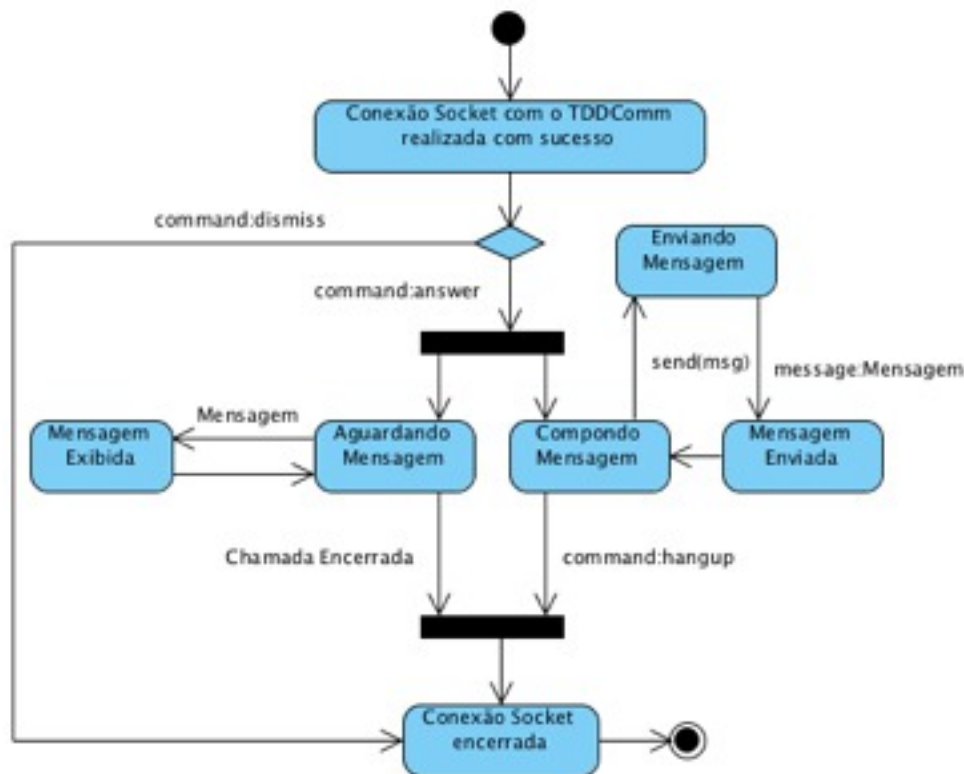 Conexão Socket com o TDDComm
realizada com sucesso
command:dismiss
command:answer
Enviando
Mensagem
send(msg)
message:Mensagem
Mensagem
Mensagem
Exibida
Aguardando
Mensagem
Compondo
Mensagem
Mensagem
Enviada
Chamada Encerrada
command:hangup
Conexão Socket
encerrada